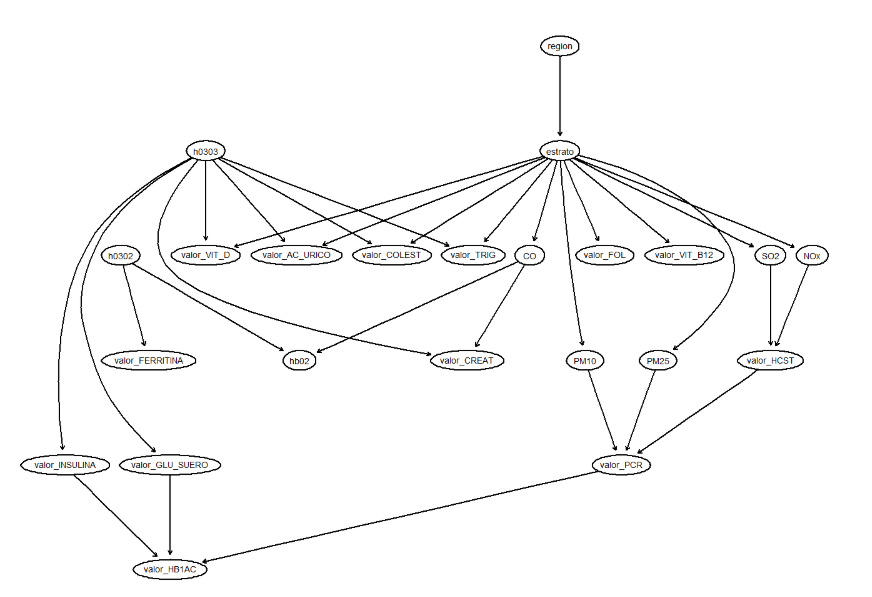 region
h0303
estrato
h0302
valor_VIT_D
valor_AC_URICO
valor_COLEST
valor_TRIG
CO
valor_FOL
valor_VIT_B12
SO2
NOx
valor_FERRITINA
hb02
valor_CREAT
PM10
PM25
valor_HCST
valor_INSULINA
valor_GLU_SUERO
valor_PCR
valor_HB1AC